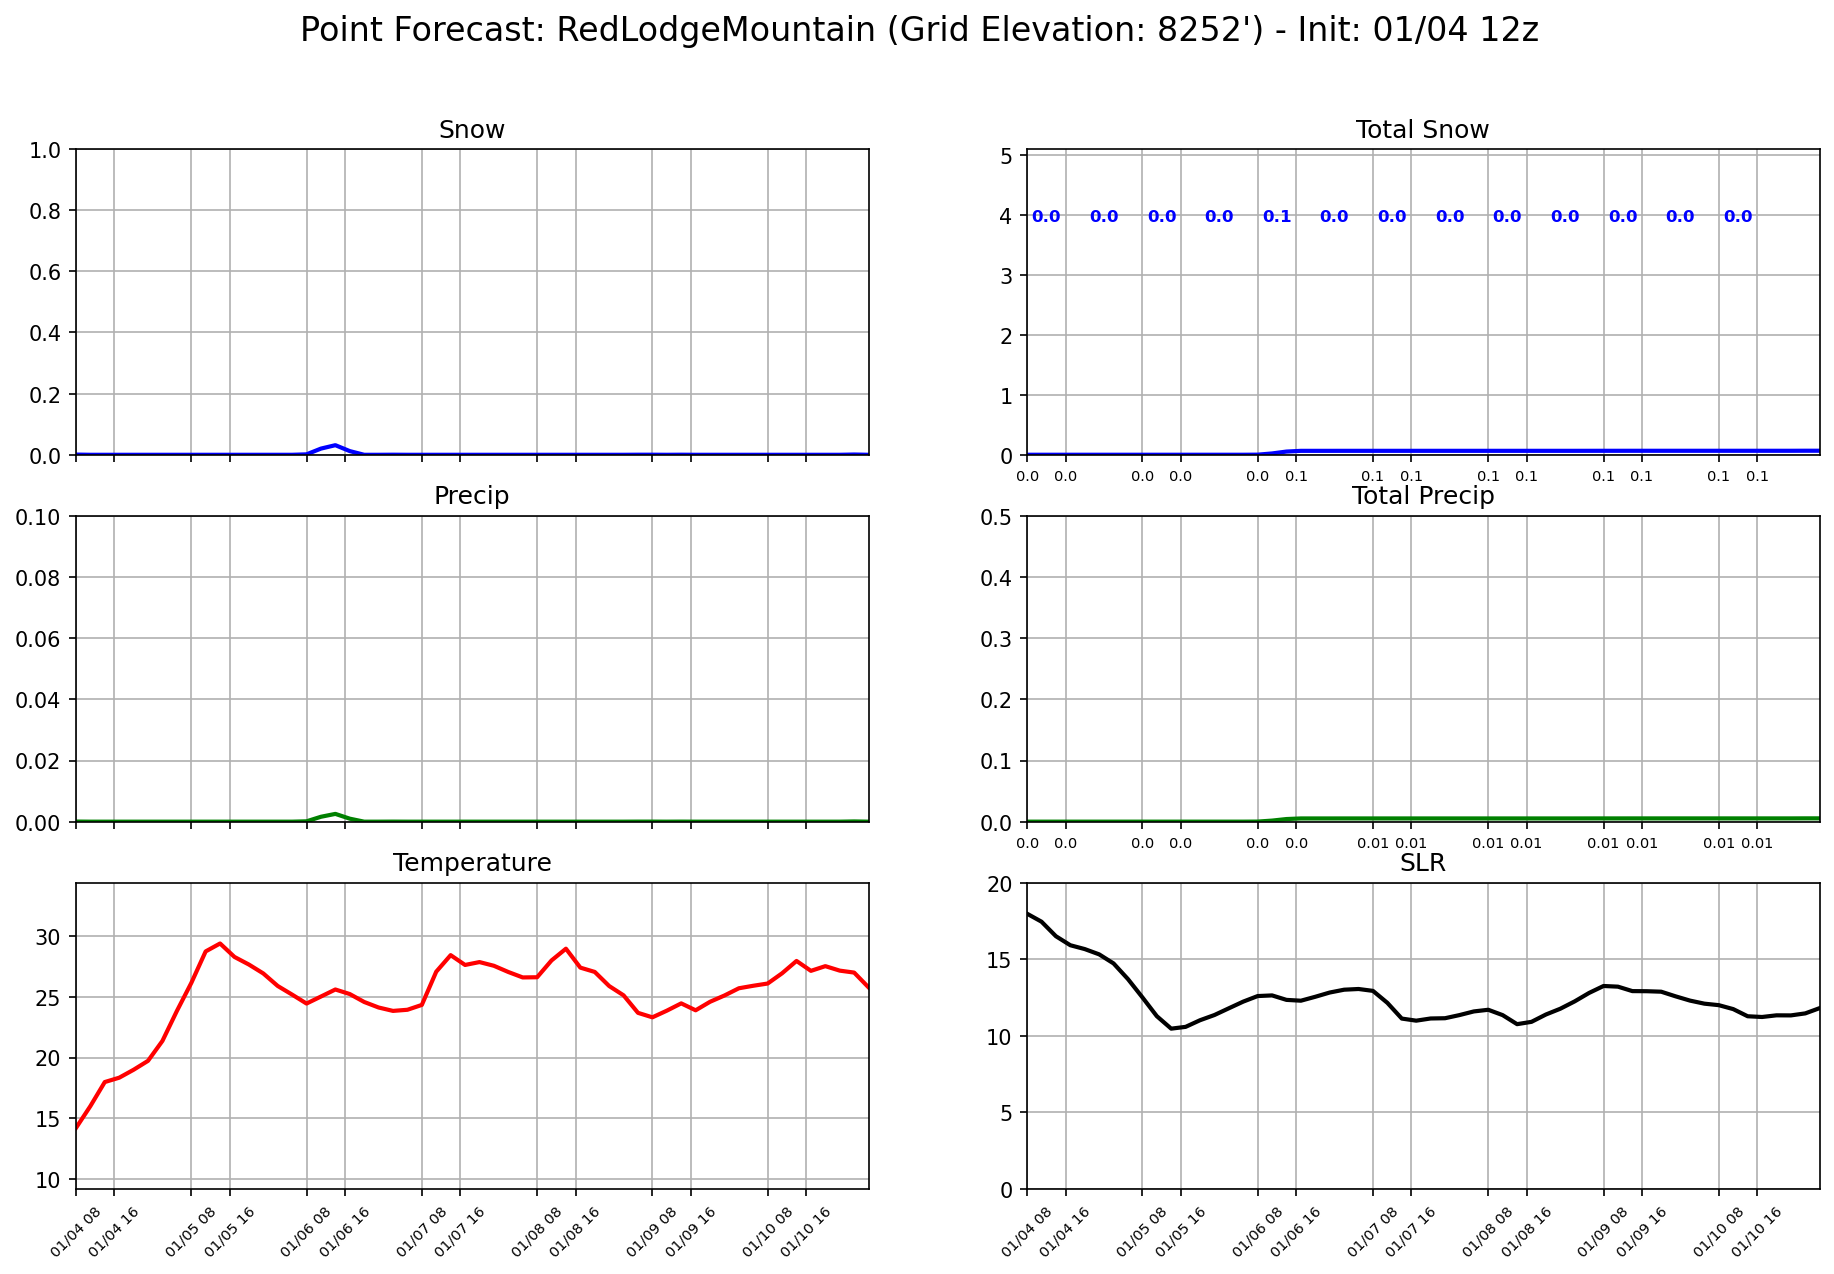 Point Forecast: RedLodgeMountain (Grid Elevation: 8252') - Init: 01/04 12z
Snow
1.0
0.8
0.6
0.4
0.2
0.0
Total Snow
5
4
3
2
1
0
0.0 0.0 0.0 0.0 0.1 0.0 0.0 0.0 0.0 0.0 0.0 0.0 0.0
0.0 0.0 0.0 0.0 0.0 0.1 0.1 0.1 0.1 0.1 0.1 0.1 0.1 0.1
Precip
0.10
0.08
0.06
0.04
0.02
0.00
Total Precip
0.5
0.4
0.3
0.2
0.1
0.0
0.0 0.0 0.0 0.0 0.0 0.0 0.01 0.01 0.01 0.01 0.01 0.01 0.01 0.01
Temperature
30
25
20
15
10
01/04 08 01/04 16 01/05 08 01/05 16 01/06 08 01/06 16 01/07 08 01/07 16 01/08 08 01/08 16 01/09 08 01/09 16 01/10 08 01/10 16
SLR
20
15
10
5
0
01/04 08 01/04 16 01/05 08 01/05 16 01/06 08 01/06 16 01/07 08 01/07 16 01/08 08 01/08 16 01/09 08 01/09 16 01/10 08 01/10 16